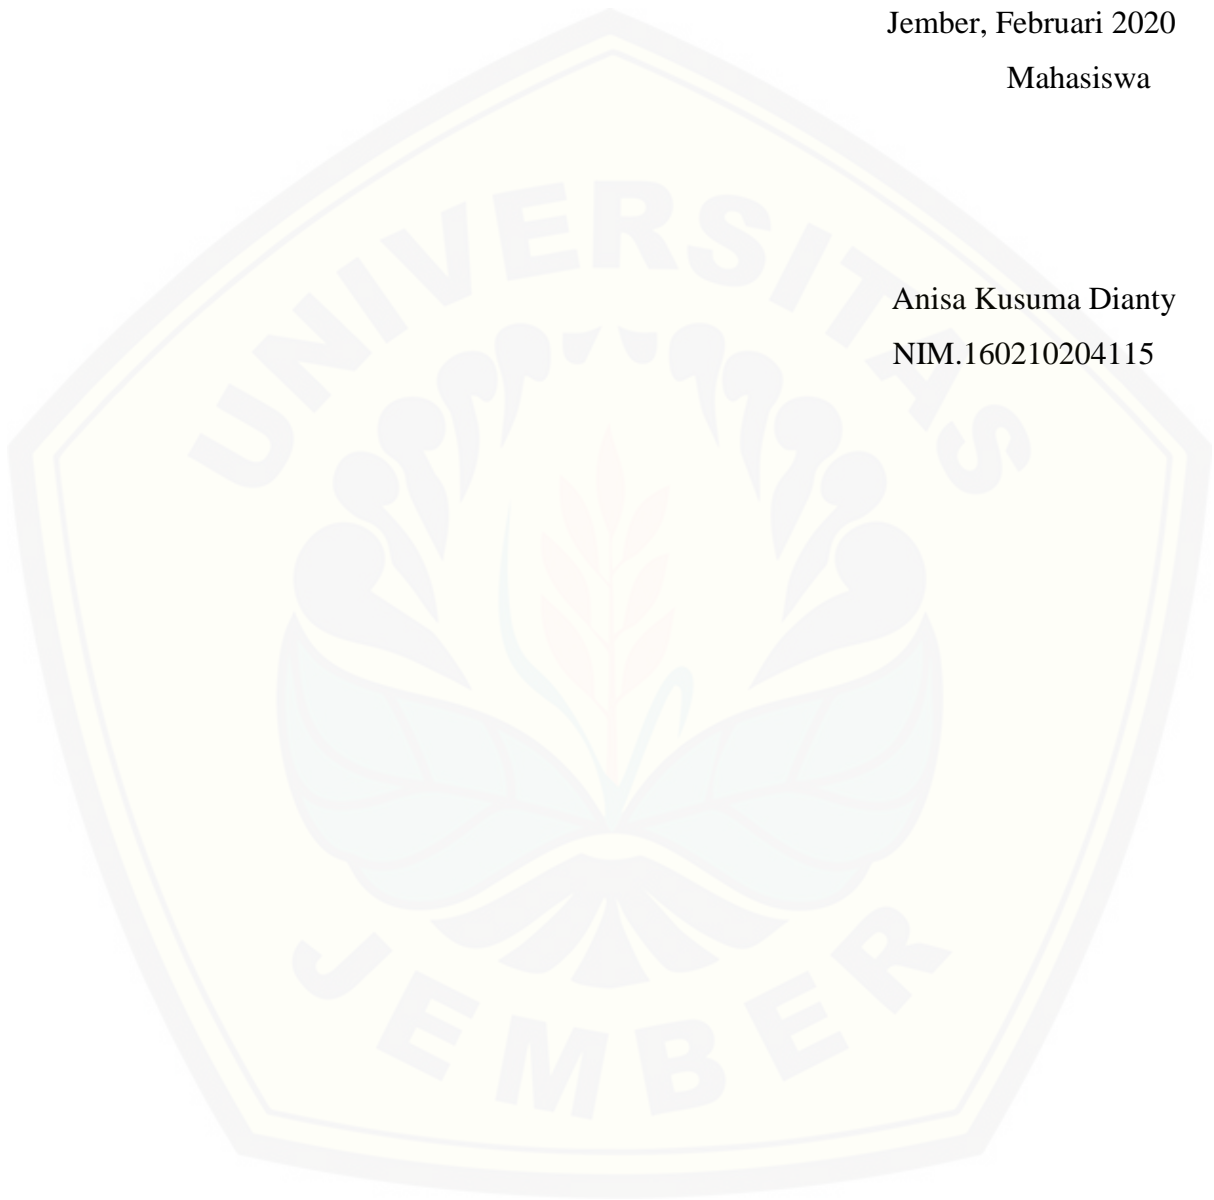 Jember, Februari 2020
Mahasiswa
Anisa Kusuma Dianty
NIM.160210204115
UNIVERSITAS
JEMBER